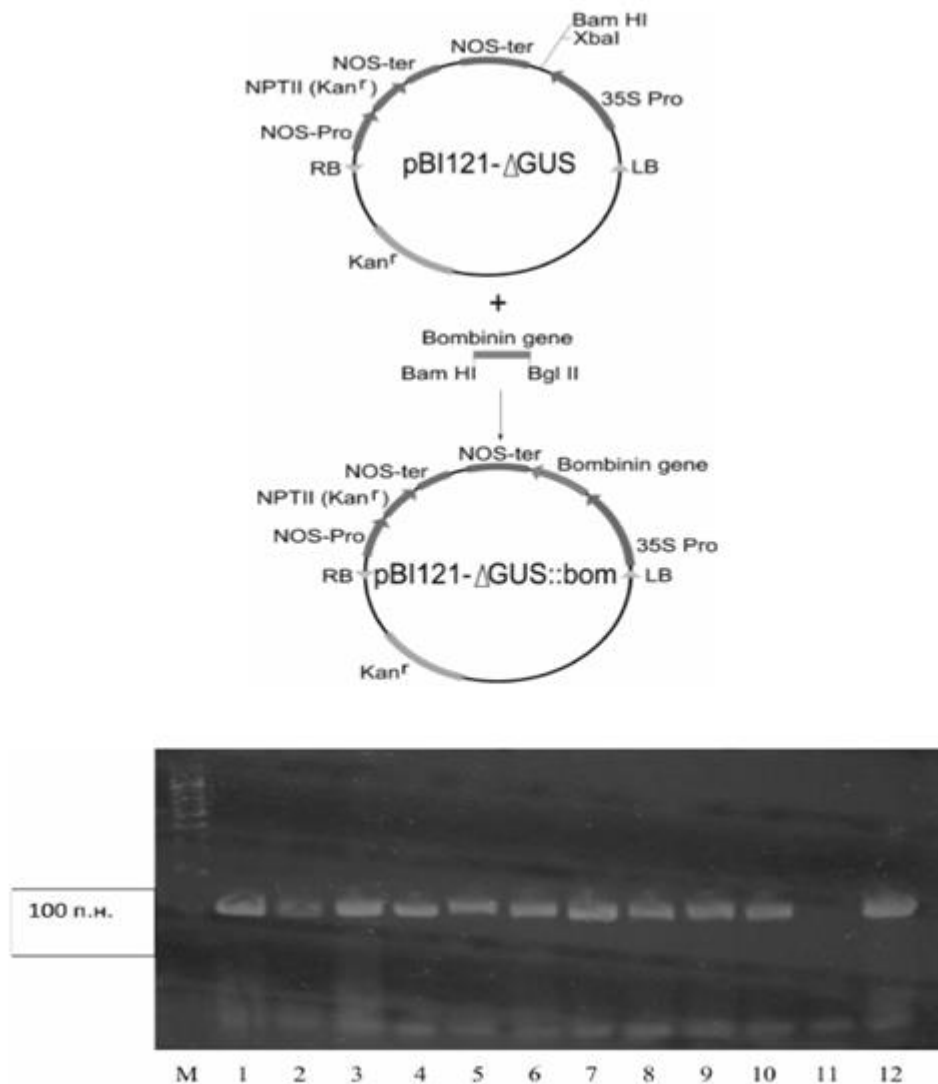 Bam HI
XbaI
NOS-ter
NOS-ter
NPTII (Kanʳ)
35S Pro
NOS-Pro
pBI121-△GUS
RB
LB
Kanʳ
+
Bombinin gene
Bam HI
Bgl II
NOS-ter
NOS-ter
Bombinin gene
NPTII (Kanʳ)
NOS-Pro
35S Pro
RB
pBI121-△GUS::bom
LB
Kanʳ
100 п.н.
M 1 2 3 4 5 6 7 8 9 10 11 12